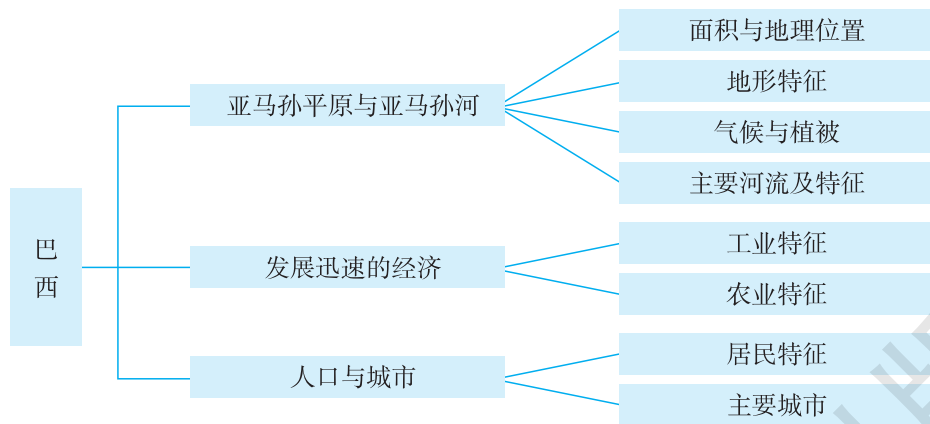 巴西
亚马孙平原与亚马孙河
面积与地理位置
地形特征
气候与植被
主要河流及特征
发展迅速的经济
工业特征
农业特征
人口与城市
居民特征
主要城市